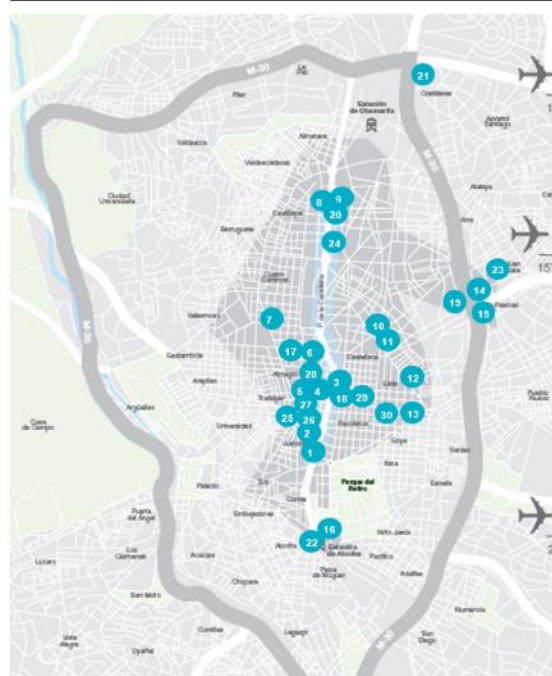 M-30
La Paz
21
Pilar
Costillares
Estación de Chamartín
Apóstol Santiago
Almenara
Valdeacederas
Ciudad Universitaria
Atalaya
8
9
Castillejos
20
Berruguete
24
Cuatro Caminos
23
14
19
15
15'
Pº de la Castellana
Vallehermoso
7
10
11
Gaztambide
17
6
Castellana
Almagro
28
3
12
Lista
Pueblo Nuevo
Arapiles
Argüelles
5
4
Trafalgar
18
29
27
25
26
30
13
Casa de Campo
Universidad
Recoletos
Goya
2
Justicia
1
Ibiza
Ventas
Palacio
Sol
Parque del Retiro
Estrella
Cortes
Puerta del Ángel
Embajadores
16
Niño Jesús
22
Atocha
Estación de Atocha
Pacífico
Los Cármenes
Acacias
Lucero
Adelfas
Chopera
San Isidro
Numancia
Comillas
Vista Alegre
Opañel
Legazpi
San Diego
M-30
M-30
M-30